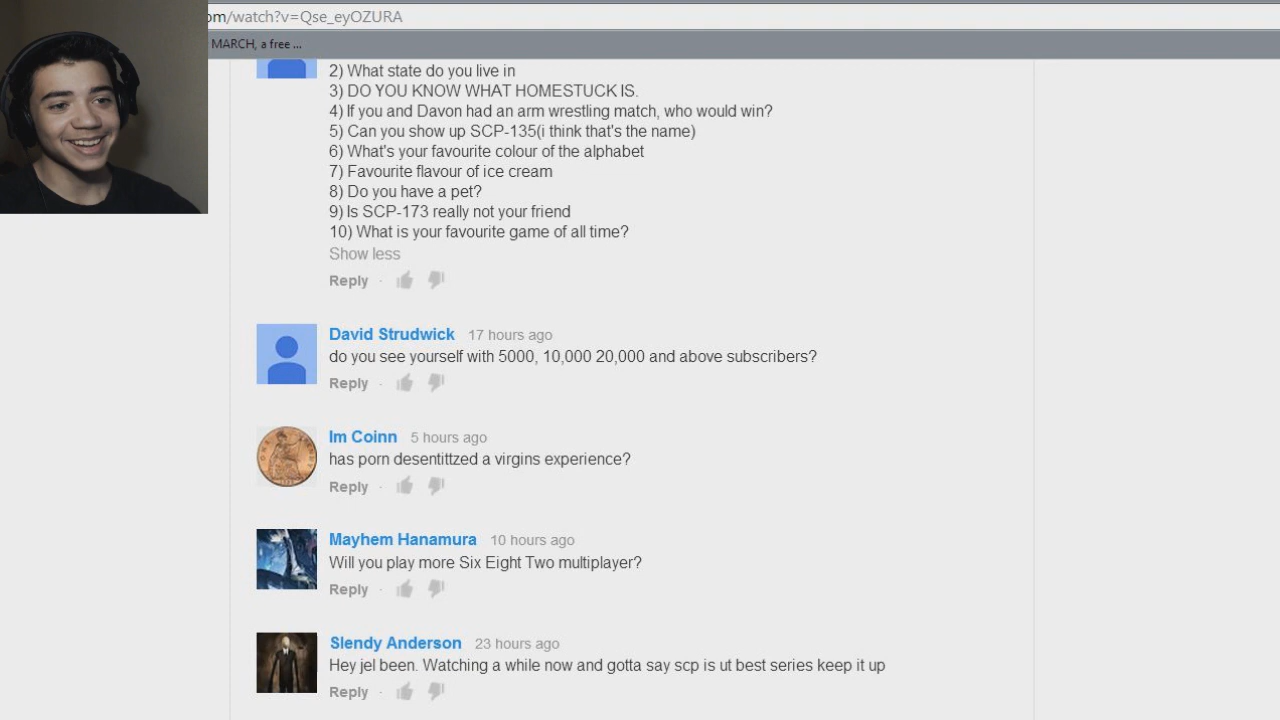 om/watch?v=Qse_eyOZURA
MARCH, a free ...
2) What state do you live in
3) DO YOU KNOW WHAT HOMESTUCK IS.
4) If you and Davon had an arm wrestling match, who would win?
5) Can you show up SCP-135(i think that's the name)
6) What's your favourite colour of the alphabet
7) Favourite flavour of ice cream
8) Do you have a pet?
9) Is SCP-173 really not your friend
10) What is your favourite game of all time?
Show less
Reply ·
David Strudwick 17 hours ago
do you see yourself with 5000, 10,000 20,000 and above subscribers?
Reply ·
Im Coinn 5 hours ago
has porn desentittzed a virgins experience?
Reply ·
Mayhem Hanamura 10 hours ago
Will you play more Six Eight Two multiplayer?
Reply ·
Slendy Anderson 23 hours ago
Hey jel been. Watching a while now and gotta say scp is ut best series keep it up
Reply ·